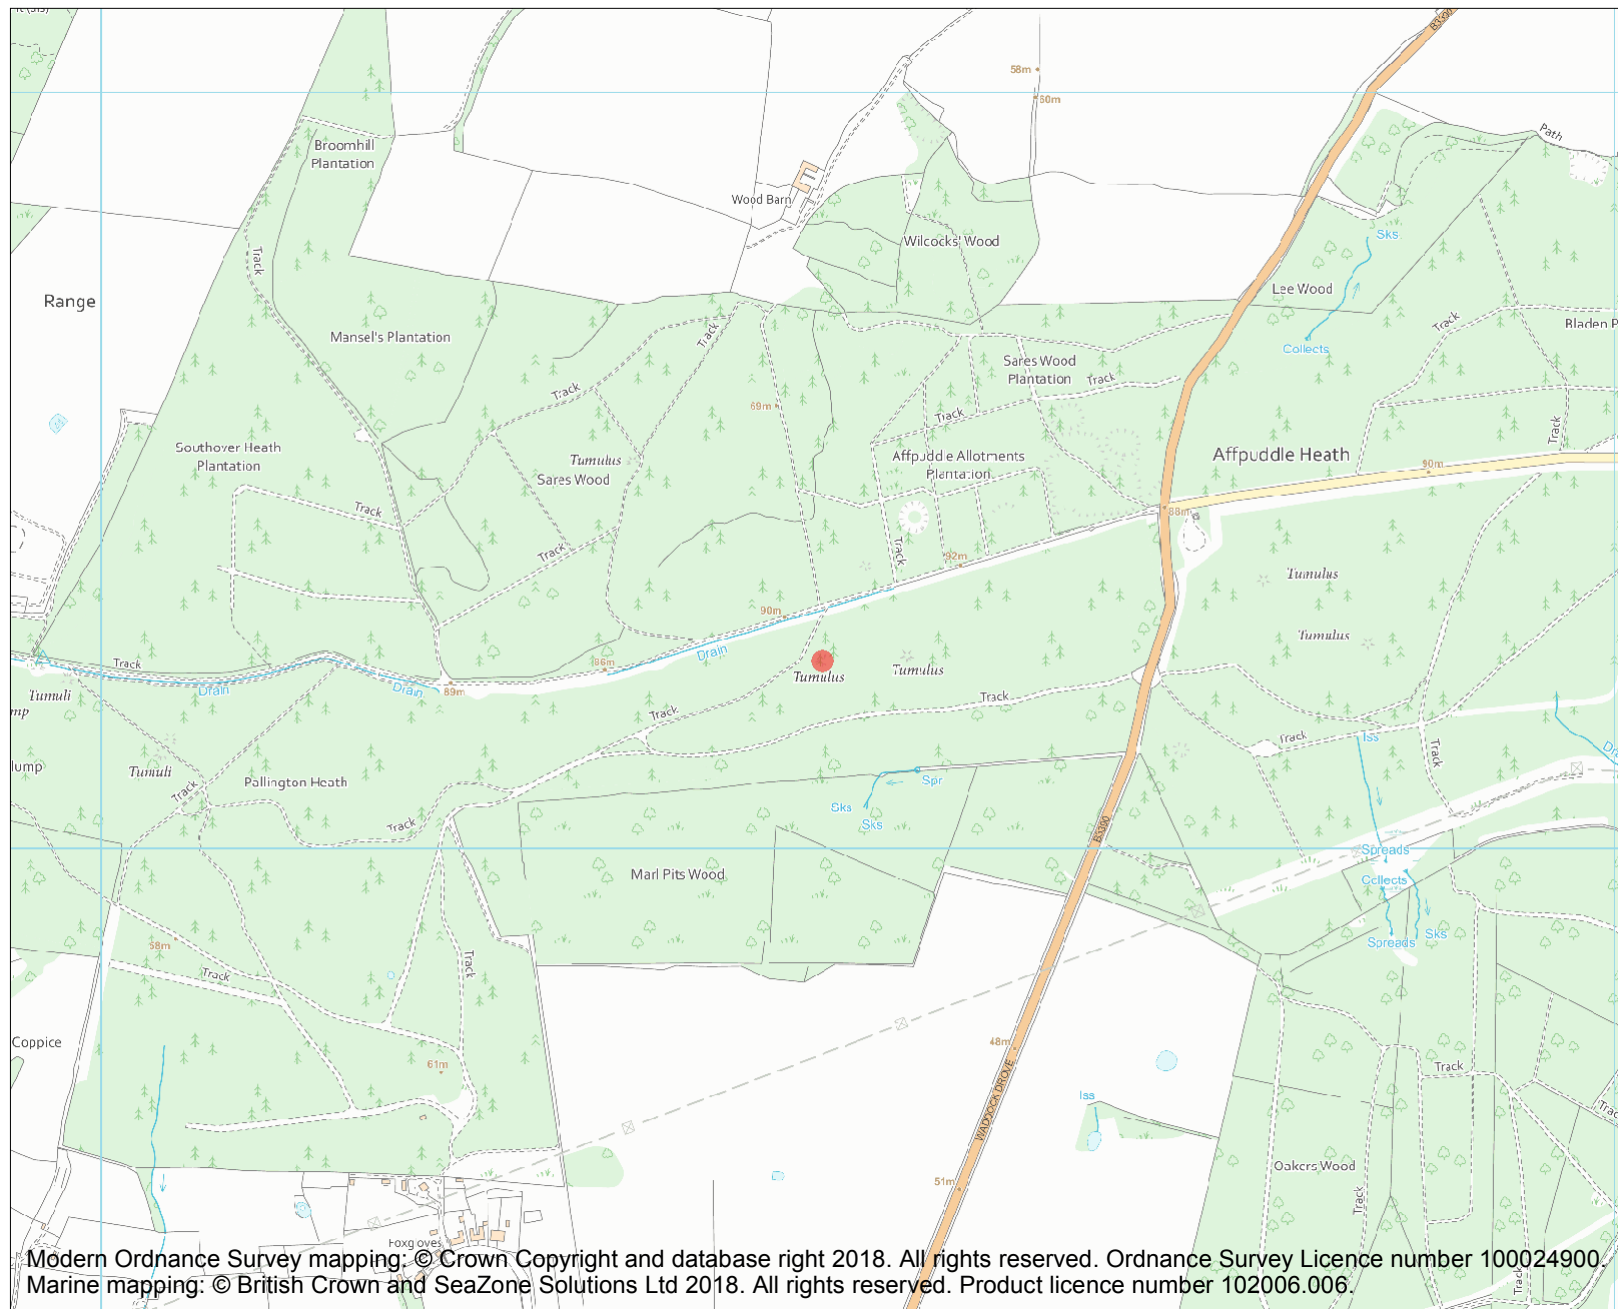 B3390
58m
60m
Path
Broomhill
Plantation
Wood Barn
Wilcocks' Wood
Sks
Track
Range
Lee Wood
Mansel's Plantation
Track
Track
Bladen P
Collects
Sares Wood
Plantation
Track
Track
69m
Track
Track
Southover Heath
Plantation
Tumulus
Sares Wood
Affpuddle Allotments
Plantation
Affpuddle Heath
90m
Track
88m
Track
Track
92m
Tumulus
90m
Tumulus
Drain
Track
86m
Tumulus
Tumulus
Drain
Drain
89m
Tumuli
mp
Track
Track
Iss
Track
Track
Tumuli
lump
Pallington Heath
Track
Spr
Sks
Sks
Track
B3390
Spreads
Collects
Marl Pits Wood
Sks
Spreads
58m
Track
Track
Coppice
48m
61m
Track
WADDOCK DROVE
Iss
Oakers Wood
51m
Track
Track
Foxgloves
Modern Ordnance Survey mapping: © Crown Copyright and database right 2018. All rights reserved. Ordnance Survey Licence number 100024900.
Marine mapping: © British Crown and SeaZone Solutions Ltd 2018. All rights reserved. Product licence number 102006.006.